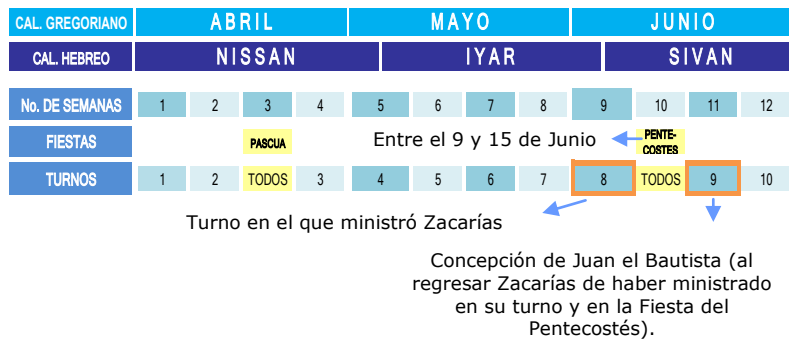 CAL. GREGORIANO ABRIL MAYO JUNIO
CAL. HEBREO NISSAN IYAR SIVAN
No. DE SEMANAS 1 2 3 4 5 6 7 8 9 10 11 12
FIESTAS PASCUA Entre el 9 y 15 de Junio PENTE-
COSTES
TURNOS 1 2 TODOS 3 4 5 6 7 8 TODOS 9 10
Turno en el que ministró Zacarías
Concepción de Juan el Bautista (al
regresar Zacarías de haber ministrado
en su turno y en la Fiesta del
Pentecostés).